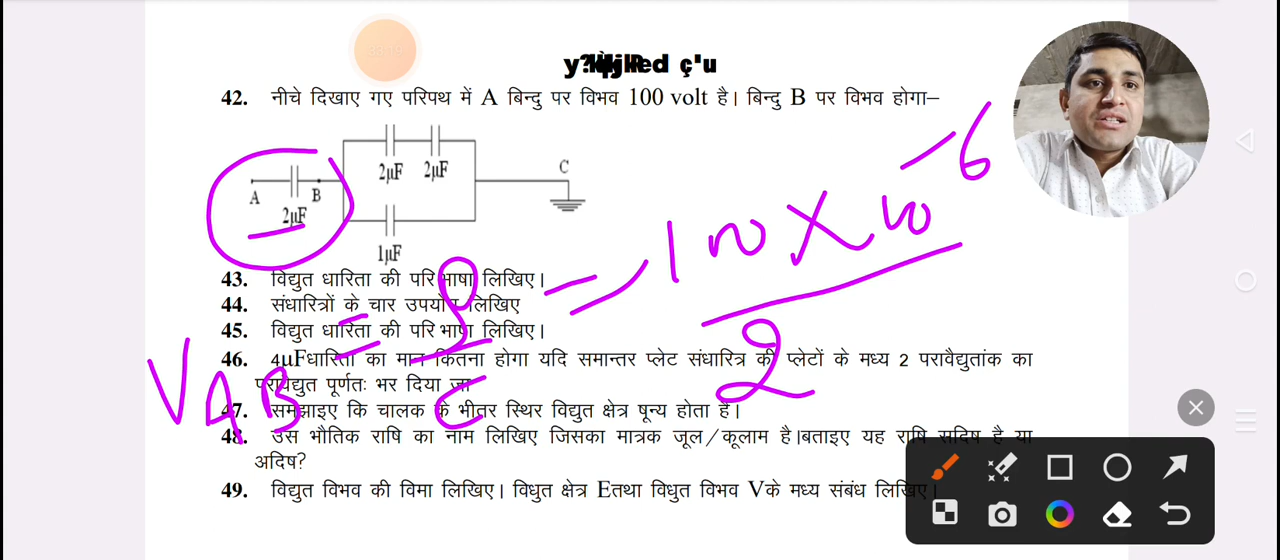 y?kqÙkjh; ç'u
42. नीचे दिखाए गए परिपथ में A बिन्दु पर विभव 100 volt है। बिन्दु B पर विभव होगा–
2µF 2µF C
A B
2µF
1µF
= 100 × 10 -6
2
43. विद्युत धारिता की परिभाषा लिखिए।
44. संधारित्रों के चार उपयोग लिखिए
45. विद्युत धारिता की परिभाषा लिखिए।
VAB = Q
C
46. 4µFधारिता का मान कितना होगा यदि समान्तर प्लेट संधारित्र की प्लेटों के मध्य 2 परावैद्युतांक का
परावैद्युत पूर्णतः भर दिया जा
47. समझाइए कि चालक के भीतर स्थिर विद्युत क्षेत्र षून्य होता है।
48. उस भौतिक राषि का नाम लिखिए जिसका मात्रक जूल/कूलाम है।बताइए यह राषि सदिष है या
अदिष?
49. विद्युत विभव की विमा लिखिए। विधुत क्षेत्र Eतथा विधुत विभव Vके मध्य संबंध लिखिए।